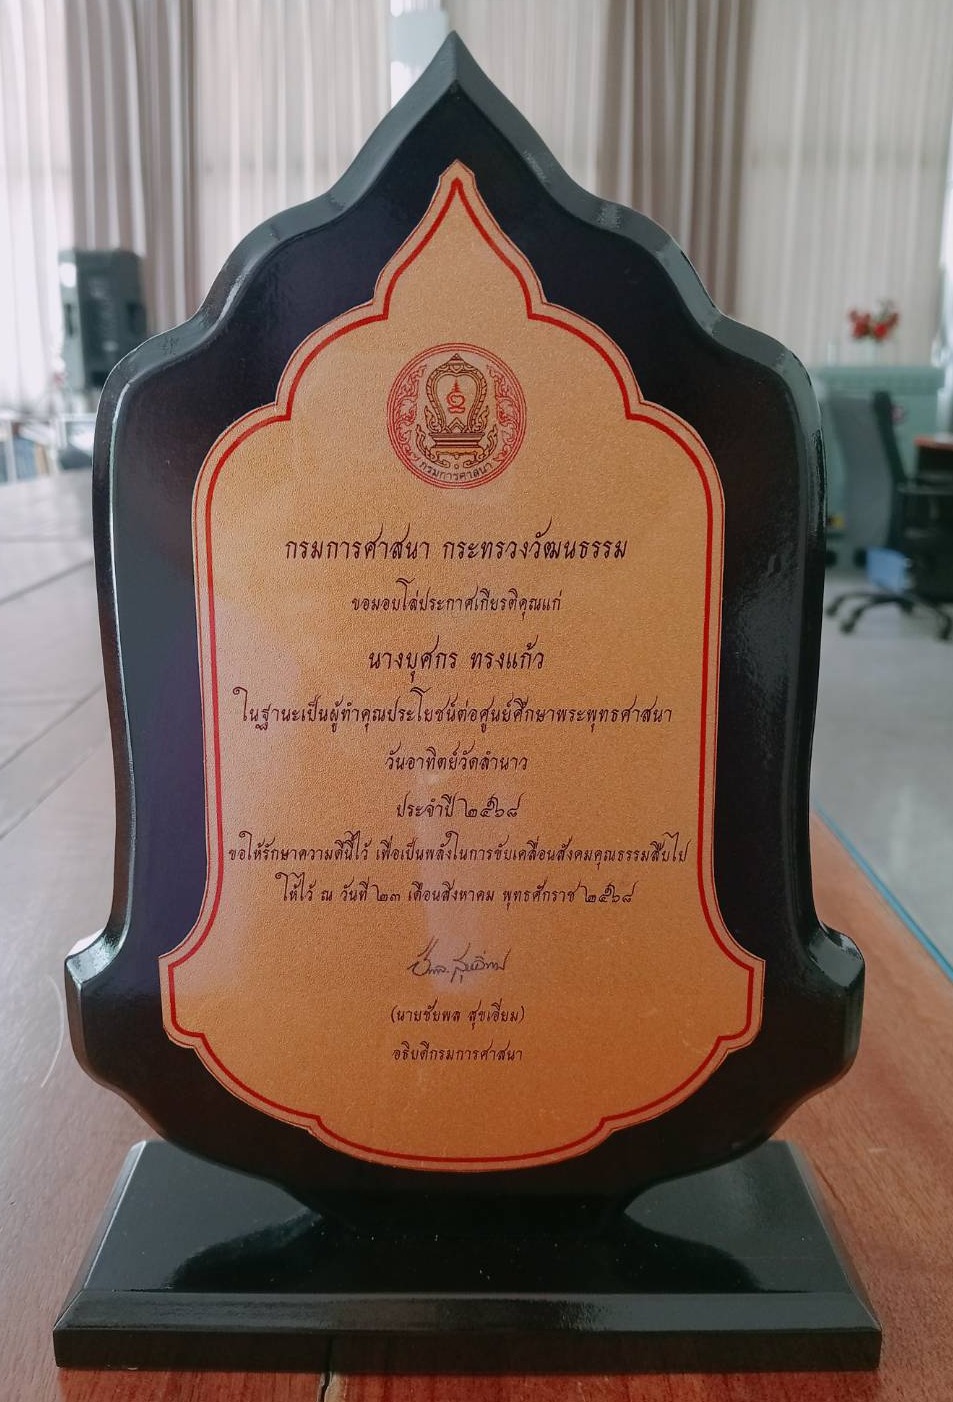 กรมการศาสนา
กรมการศาสนา กระทรวงวัฒนธรรม
ขอมอบโล่ประกาศเกียรติคุณแก่
นางบุศกร ทรงแก้ว
ในฐานะเป็นผู้ทำคุณประโยชน์ต่อศูนย์ศึกษาพระพุทธศาสนา
วันอาทิตย์วัดลำนาว
ประจำปี ๒๕๖๘
ขอให้รักษาความดีนี้ไว้ เพื่อเป็นพลังในการขับเคลื่อนสังคมคุณธรรมสืบไป
ให้ไว้ ณ วันที่ ๒๓ เดือนสิงหาคม พุทธศักราช ๒๕๖๘
(นายชัยพล สุขเอี่ยม)
อธิบดีกรมการศาสนา